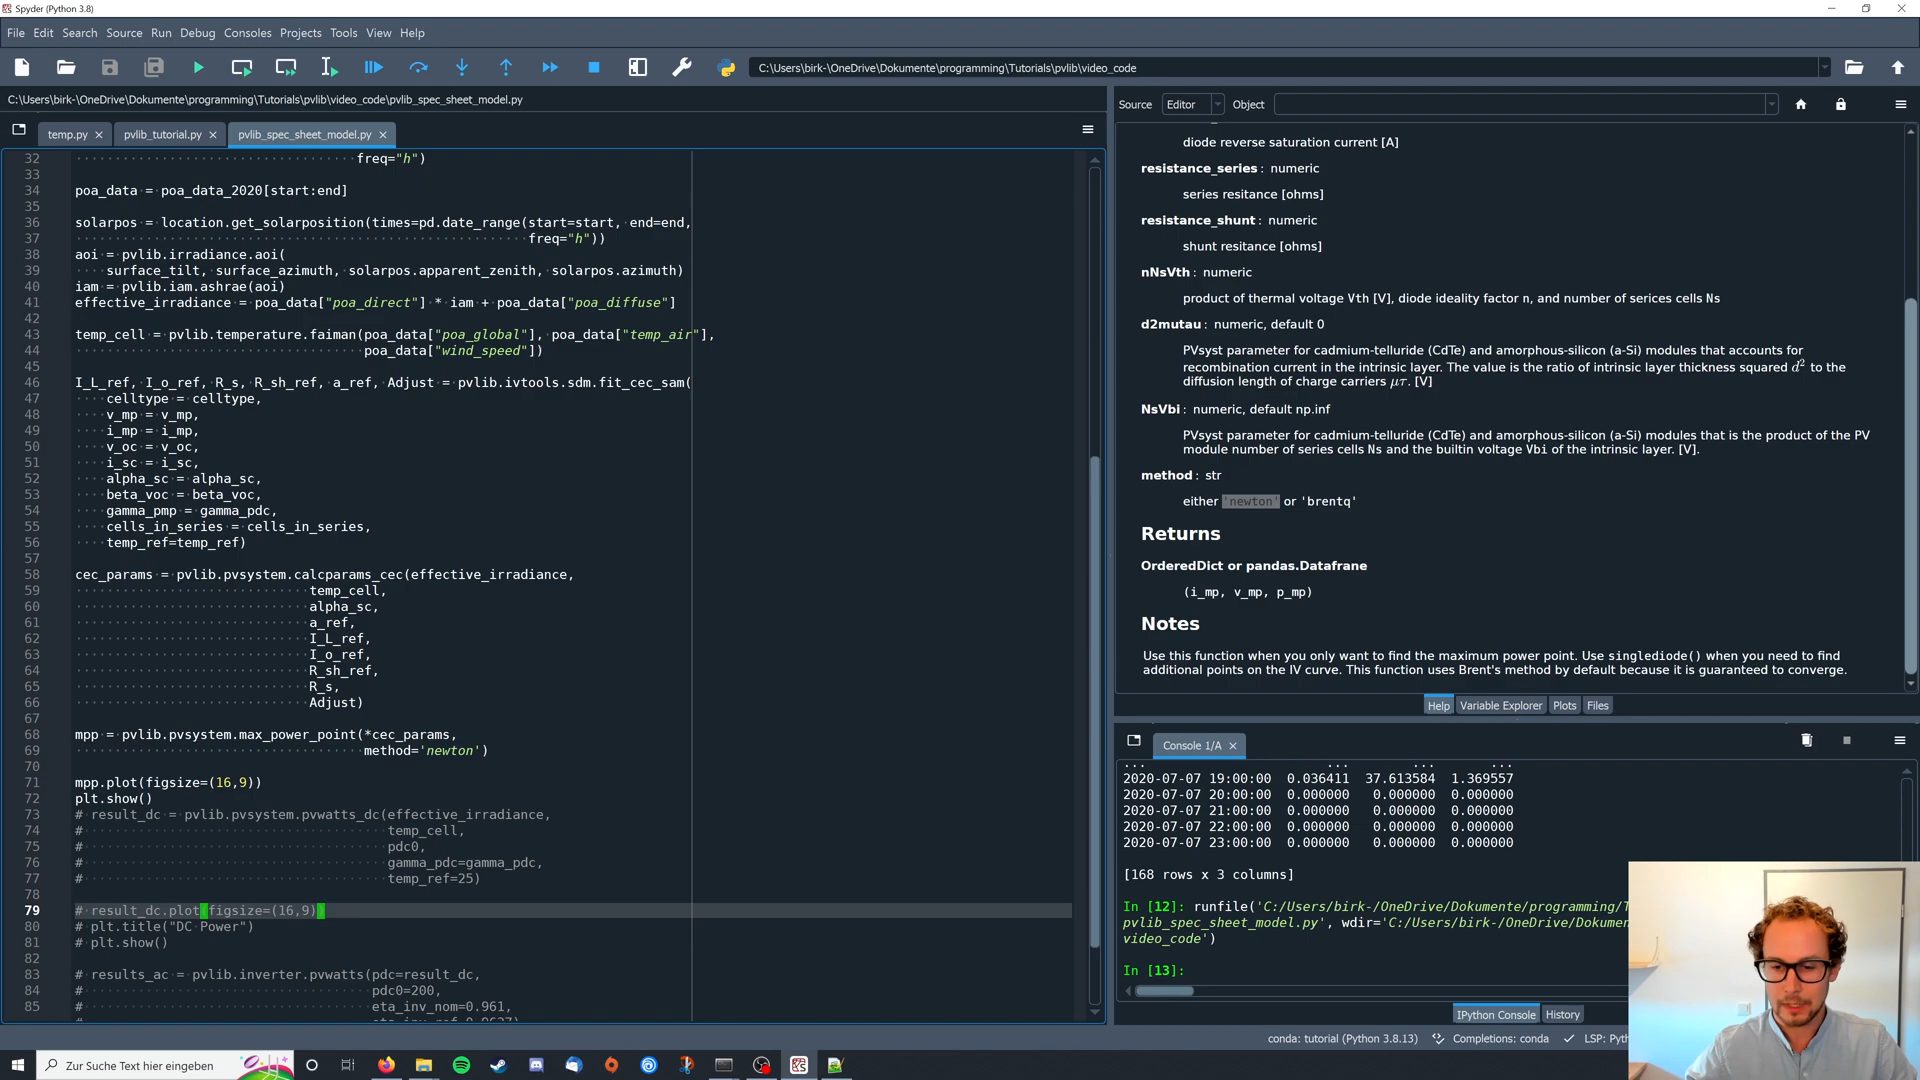 Spyder (Python 3.8)
File Edit Search Source Run Debug Consoles Projects Tools View Help
C:\Users\birk-\OneDrive\Dokumente\programming\Tutorials\pvlib\video_code
C:\Users\birk-\OneDrive\Dokumente\programming\Tutorials\pvlib\video_code\pvlib_spec_sheet_model.py
temp.py pvlib_tutorial.py pvlib_spec_sheet_model.py
32 freq="h")
33
34 poa_data = poa_data_2020[start:end]
35
36 solarpos = location.get_solarposition(times=pd.date_range(start=start, end=end,
37 freq="h"))
38 aoi = pvlib.irradiance.aoi(
39 surface_tilt, surface_azimuth, solarpos.apparent_zenith, solarpos.azimuth)
40 iam = pvlib.iam.ashrae(aoi)
41 effective_irradiance = poa_data["poa_direct"] * iam + poa_data["poa_diffuse"]
42
43 temp_cell = pvlib.temperature.faiman(poa_data["poa_global"], poa_data["temp_air"],
44 poa_data["wind_speed"])
45
46 I_L_ref, I_o_ref, R_s, R_sh_ref, a_ref, Adjust = pvlib.ivtools.sdm.fit_cec_sam(
47 celltype = celltype,
48 v_mp = v_mp,
49 i_mp = i_mp,
50 v_oc = v_oc,
51 i_sc = i_sc,
52 alpha_sc = alpha_sc,
53 beta_voc = beta_voc,
54 gamma_pmp = gamma_pdc,
55 cells_in_series = cells_in_series,
56 temp_ref=temp_ref)
57
58 cec_params = pvlib.pvsystem.calcparams_cec(effective_irradiance,
59 temp_cell,
60 alpha_sc,
61 a_ref,
62 I_L_ref,
63 I_o_ref,
64 R_sh_ref,
65 R_s,
66 Adjust)
67
68 mpp = pvlib.pvsystem.max_power_point(*cec_params,
69 method='newton')
70
71 mpp.plot(figsize=(16,9))
72 plt.show()
73 # result_dc = pvlib.pvsystem.pvwatts_dc(effective_irradiance,
74 # temp_cell,
75 # pdc0,
76 # gamma_pdc=gamma_pdc,
77 # temp_ref=25)
78
79 # result_dc.plot(figsize=(16,9))
80 # plt.title("DC Power")
81 # plt.show()
82
83 # results_ac = pvlib.inverter.pvwatts(pdc=result_dc,
84 # pdc0=200,
85 # eta_inv_nom=0.961,
Source Editor Object
diode reverse saturation current [A]
resistance_series : numeric
series resitance [ohms]
resistance_shunt : numeric
shunt resitance [ohms]
nNsVth : numeric
product of thermal voltage Vth [V], diode ideality factor n, and number of serices cells Ns
d2mutau : numeric, default 0
PVsyst parameter for cadmium-telluride (CdTe) and amorphous-silicon (a-Si) modules that accounts for
recombination current in the intrinsic layer. The value is the ratio of intrinsic layer thickness squared d² to the
diffusion length of charge carriers μτ. [V]
NsVbi : numeric, default np.inf
PVsyst parameter for cadmium-telluride (CdTe) and amorphous-silicon (a-Si) modules that is the product of the PV
module number of series cells Ns and the builtin voltage Vbi of the intrinsic layer. [V].
method : str
either 'newton' or 'brentq'
Returns
OrderedDict or pandas.Datafrane
(i_mp, v_mp, p_mp)
Notes
Use this function when you only want to find the maximum power point. Use singlediode() when you need to find
additional points on the IV curve. This function uses Brent's method by default because it is guaranteed to converge.
Help Variable Explorer Plots Files
Console 1/A
... ... ... ...
2020-07-07 19:00:00 0.036411 37.613584 1.369557
2020-07-07 20:00:00 0.000000 0.000000 0.000000
2020-07-07 21:00:00 0.000000 0.000000 0.000000
2020-07-07 22:00:00 0.000000 0.000000 0.000000
2020-07-07 23:00:00 0.000000 0.000000 0.000000
[168 rows x 3 columns]
In [12]: runfile('C:/Users/birk-/OneDrive/Dokumente/programming/
pvlib_spec_sheet_model.py', wdir='C:/Users/birk-/OneDrive/Dokumente
video_code')
In [13]:
IPython Console History
conda: tutorial (Python 3.8.13) Completions: conda LSP:
Zur Suche Text hier eingeben